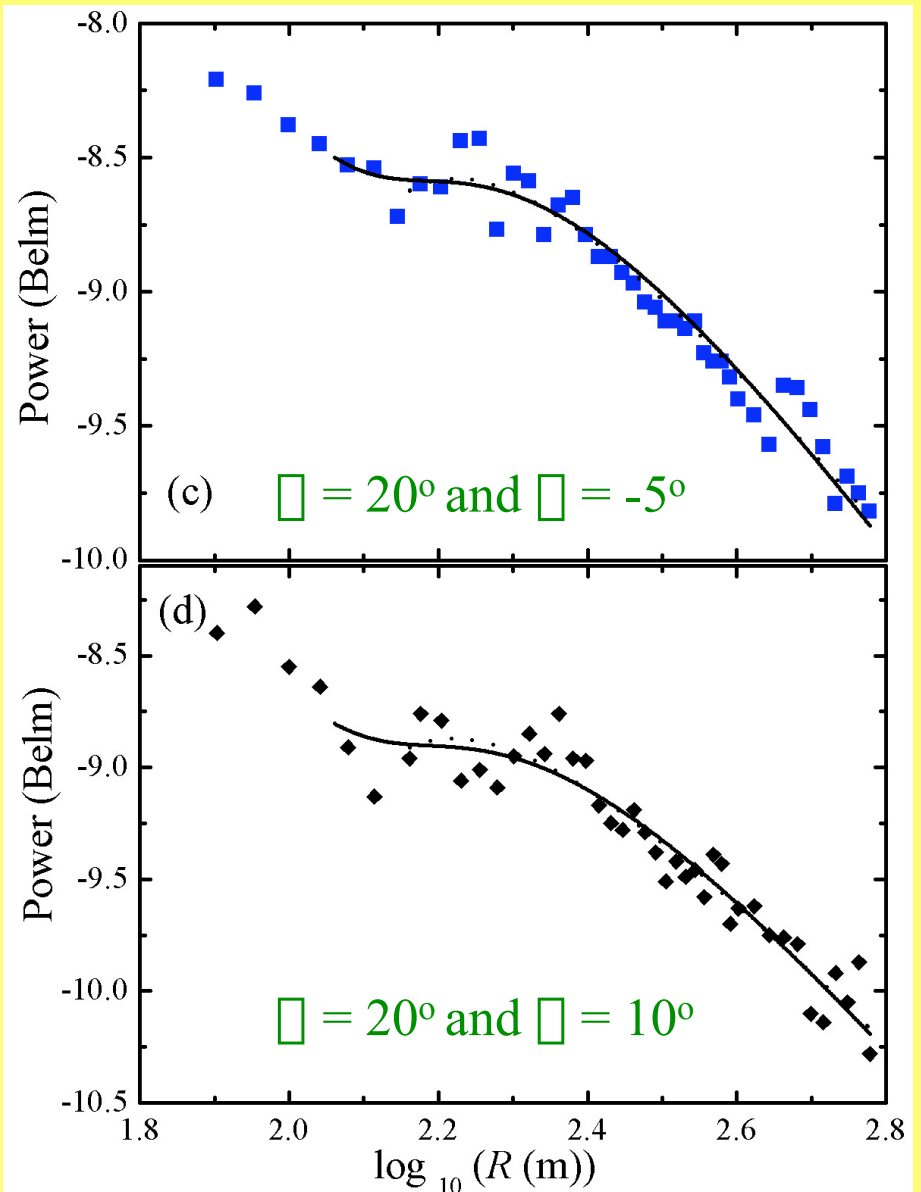 -8.0
-8.5
-9.0
-9.5
-10.0
Power (Belm)
(c)
▯ = 20º and ▯ = -5º
(d)
-8.5
-9.0
-9.5
-10.0
-10.5
Power (Belm)
▯ = 20º and ▯ = 10º
1.8 2.0 2.2 2.4 2.6 2.8
log 10 (R (m))